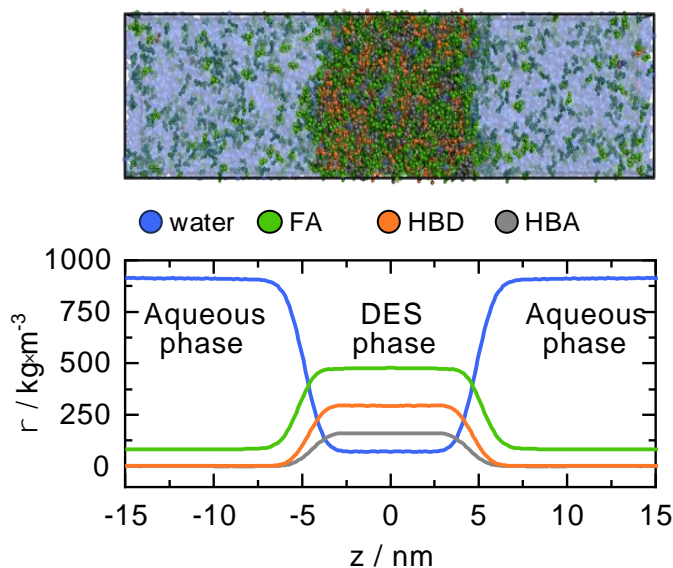 water FA HBD HBA
1000
750
500
250
0
Aqueous phase
DES phase
Aqueous phase
r / kg×m⁻³
-15 -10 -5 0 5 10 15
z / nm